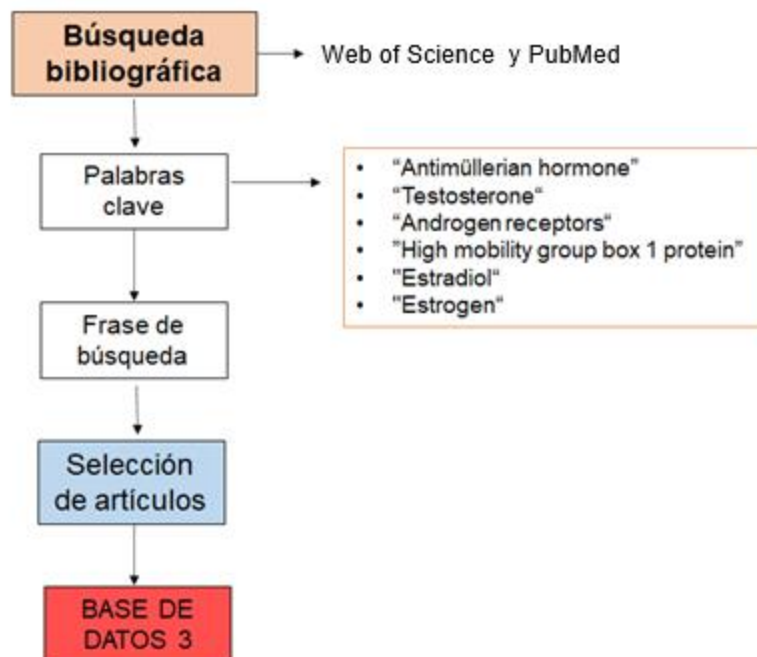 Búsqueda
bibliográfica
Web of Science y PubMed
Palabras
clave
• “Antimüllerian hormone”
• “Testosterone“
• “Androgen receptors“
• "High mobility group box 1 protein”
• "Estradiol“
• "Estrogen“
Frase de
búsqueda
Selección
de artículos
BASE DE
DATOS 3